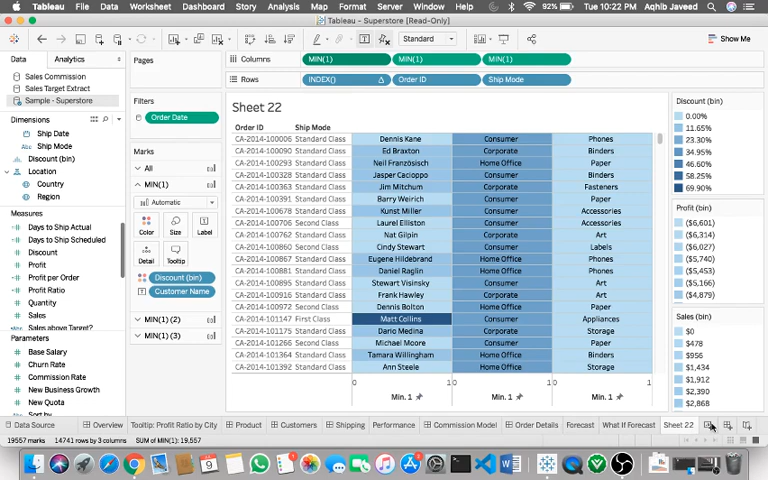 Tableau File Data Worksheet Dashboard Story Analysis Map Format Server Window Help 92% Tue 10:22 PM Aqhib Javeed
Tableau - Superstore [Read-Only]
Standard Show Me
Data Analytics
Sales Commission
Sales Target Extract
Sample - Superstore
Dimensions
Ship Date
Ship Mode
Discount (bin)
Location
Country
Region
Measures
Days to Ship Actual
Days to Ship Scheduled
Discount
Profit
Profit per Order
Profit Ratio
Quantity
Sales
Sales above Target?
Parameters
Base Salary
Churn Rate
Commission Rate
New Business Growth
New Quota
Sort by
Pages
Filters
Order Date
Marks
All
MIN(1)
Automatic
Color Size Label
Detail Tooltip
Discount (bin)
Customer Name
MIN(1) (2)
MIN(1) (3)
Columns MIN(1) MIN(1) MIN(1)
Rows INDEX() Order ID Ship Mode
Sheet 22
Order ID Ship Mode
CA-2014-100006 Standard Class Dennis Kane Consumer Phones
CA-2014-100090 Standard Class Ed Braxton Corporate Binders
CA-2014-100293 Standard Class Neil Französisch Home Office Paper
CA-2014-100328 Standard Class Jasper Cacioppo Consumer Binders
CA-2014-100363 Standard Class Jim Mitchum Corporate Fasteners
CA-2014-100391 Standard Class Barry Weirich Consumer Paper
CA-2014-100678 Standard Class Kunst Miller Consumer Accessories
CA-2014-100706 Second Class Laurel Elliston Consumer Accessories
CA-2014-100762 Standard Class Nat Gilpin Corporate Art
CA-2014-100860 Second Class Cindy Stewart Consumer Labels
CA-2014-100867 Standard Class Eugene Hildebrand Home Office Phones
CA-2014-100881 Standard Class Daniel Raglin Home Office Phones
CA-2014-100895 Standard Class Stewart Visinsky Consumer Art
CA-2014-100916 Standard Class Frank Hawley Corporate Art
CA-2014-100972 Second Class Dennis Bolton Home Office Paper
CA-2014-101147 First Class Matt Collins Consumer Appliances
CA-2014-101175 Standard Class Dario Medina Corporate Storage
CA-2014-101266 Second Class Michael Moore Consumer Paper
CA-2014-101364 Standard Class Tamara Willingham Home Office Binders
CA-2014-101387 Standard Class Ann Steele Home Office Storage
0 1 0 1 0 1
Min. 1 Min. 1 Min. 1
Discount (bin)
0.00%
11.65%
23.30%
34.95%
46.60%
58.25%
69.90%
Profit (bin)
($6,601)
($6,314)
($6,027)
($5,740)
($5,453)
($5,166)
($4,879)
Sales (bin)
$0
$478
$956
$1,434
$1,912
$2,390
$2,868
Data Source Overview Tooltip: Profit Ratio by City Product Customers Shipping Performance Commission Model Order Details Forecast What If Forecast Sheet 22
19557 marks 14741 rows by 3 columns SUM of MIN(1): 19,557